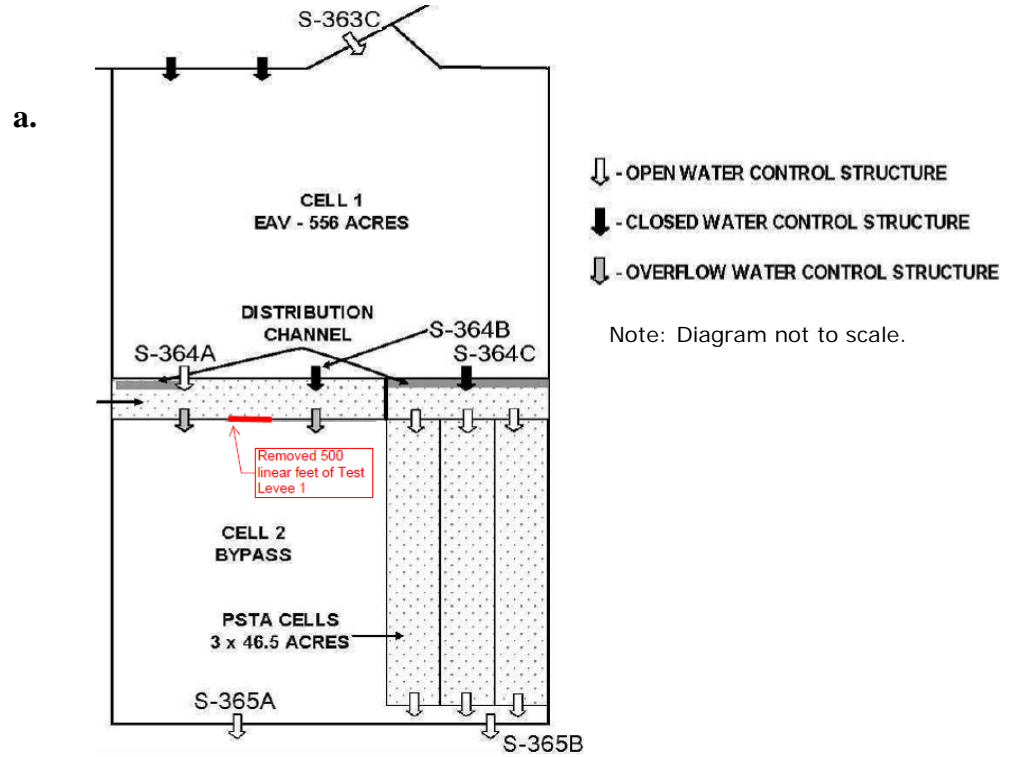 S-363C
a.
CELL 1
EAV - 556 ACRES
- OPEN WATER CONTROL STRUCTURE
- CLOSED WATER CONTROL STRUCTURE
- OVERFLOW WATER CONTROL STRUCTURE
Note: Diagram not to scale.
DISTRIBUTION
CHANNEL
S-364B
S-364A
S-364C
Removed 500
linear feet of Test
Levee 1
CELL 2
BYPASS
PSTA CELLS
3 x 46.5 ACRES
S-365A
S-365B